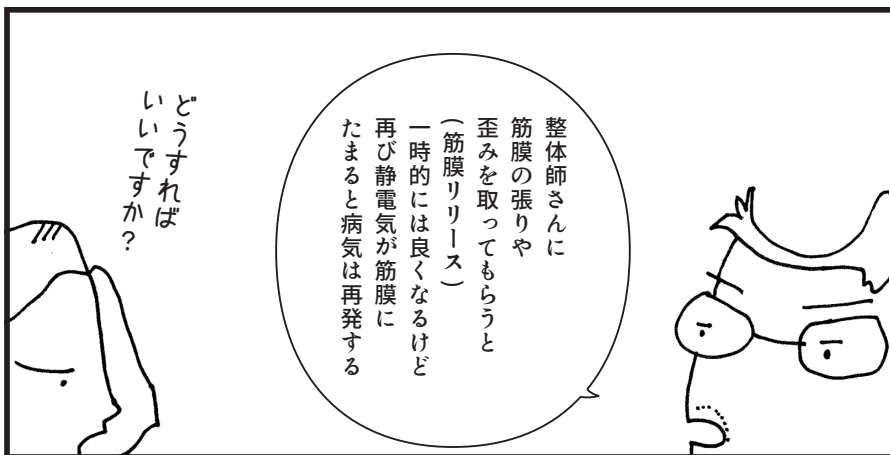 整体師さんに
筋膜の張りや
歪みを取ってもらうと
（筋膜リリース）
一時的には良くなるけど
再び静電気が筋膜に
たまると病気は再発する
どうすれば
いいですか？